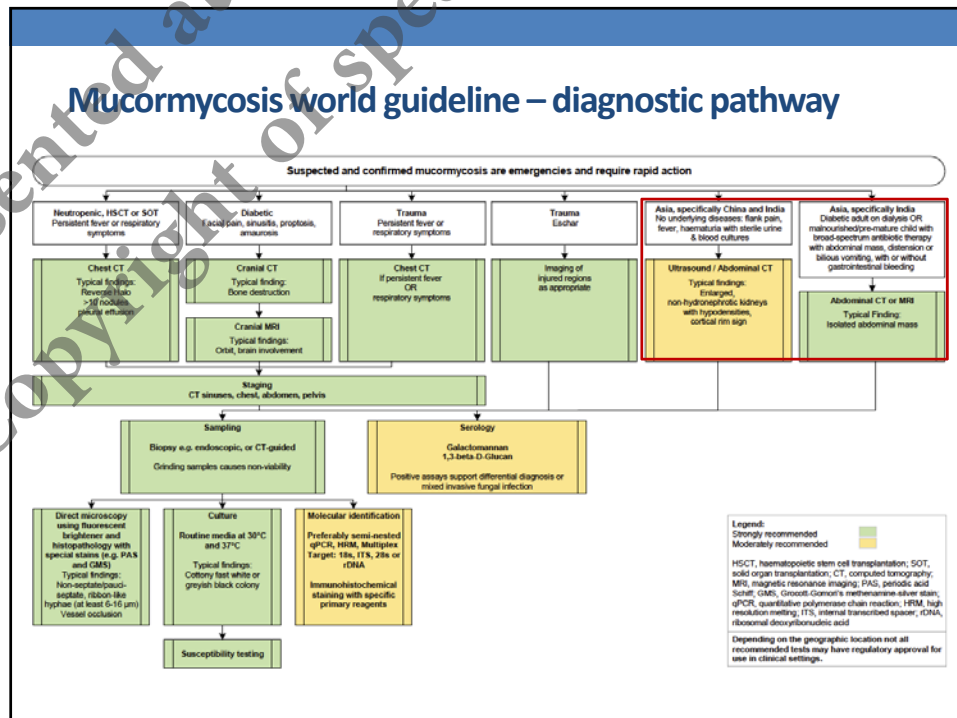 Presented at
Copyright of spe
Mucormycosis world guideline – diagnostic pathway
Suspected and confirmed mucormycosis are emergencies and require rapid action
Neutropenic, HSCT or SOT
Persistent fever or respiratory
symptoms
Diabetic
Facial pain, sinusitis, proptosis,
amaurosis
Trauma
Persistent fever or
respiratory symptoms
Trauma
Eschar
Asia, specifically China and India
No underlying diseases: flank pain,
fever, haematuria with sterile urine
& blood cultures
Asia, specifically India
Diabetic adult on dialysis OR
malnourished/pre-mature child with
broad-spectrum antibiotic therapy
with abdominal mass, distension or
bilious vomiting, with or without
gastrointestinal bleeding
Chest CT
Typical findings:
Reverse Halo
>10 nodules
pleural effusion
Cranial CT
Typical finding:
Bone destruction
Cranial MRI
Typical findings:
Orbit, brain involvement
Chest CT
If persistent fever
OR
respiratory symptoms
Imaging of
injured regions
as appropriate
Ultrasound / Abdominal CT
Typical findings:
Enlarged,
non-hydronephrotic kidneys
with hypodensities,
cortical rim sign
Abdominal CT or MRI
Typical Finding:
Isolated abdominal mass
Staging
CT sinuses, chest, abdomen, pelvis
Sampling
Biopsy e.g. endoscopic, or CT-guided
Grinding samples causes non-viability
Serology
Galactomannan
1,3-beta-D-Glucan
Positive assays support differential diagnosis or
mixed invasive fungal infection
Direct microscopy
using fluorescent
brightener and
histopathology with
special stains (e.g. PAS
and GMS)
Typical findings:
Non-septate/pauci-
septate, ribbon-like
hyphae (at least 6-16 µm)
Vessel occlusion
Culture
Routine media at 30°C
and 37°C
Typical findings:
Cottony fast white or
greyish black colony
Molecular identification
Preferably semi-nested
qPCR, HRM, Multiplex
Target: 18s, ITS, 28s or
rDNA
Immunohistochemical
staining with specific
primary reagents
Susceptibility testing
Legend:
Strongly recommended
Moderately recommended
HSCT, haematopoietic stem cell transplantation; SOT,
solid organ transplantation; CT, computed tomography;
MRI, magnetic resonance imaging; PAS, periodic acid
Schiff; GMS, Grocott-Gomori's methenamine-silver stain;
qPCR, quantitative polymerase chain reaction; HRM, high
resolution melting; ITS, internal transcribed spacer; rDNA,
ribosomal deoxyribonucleic acid
Depending on the geographic location not all
recommended tests may have regulatory approval for
use in clinical settings.